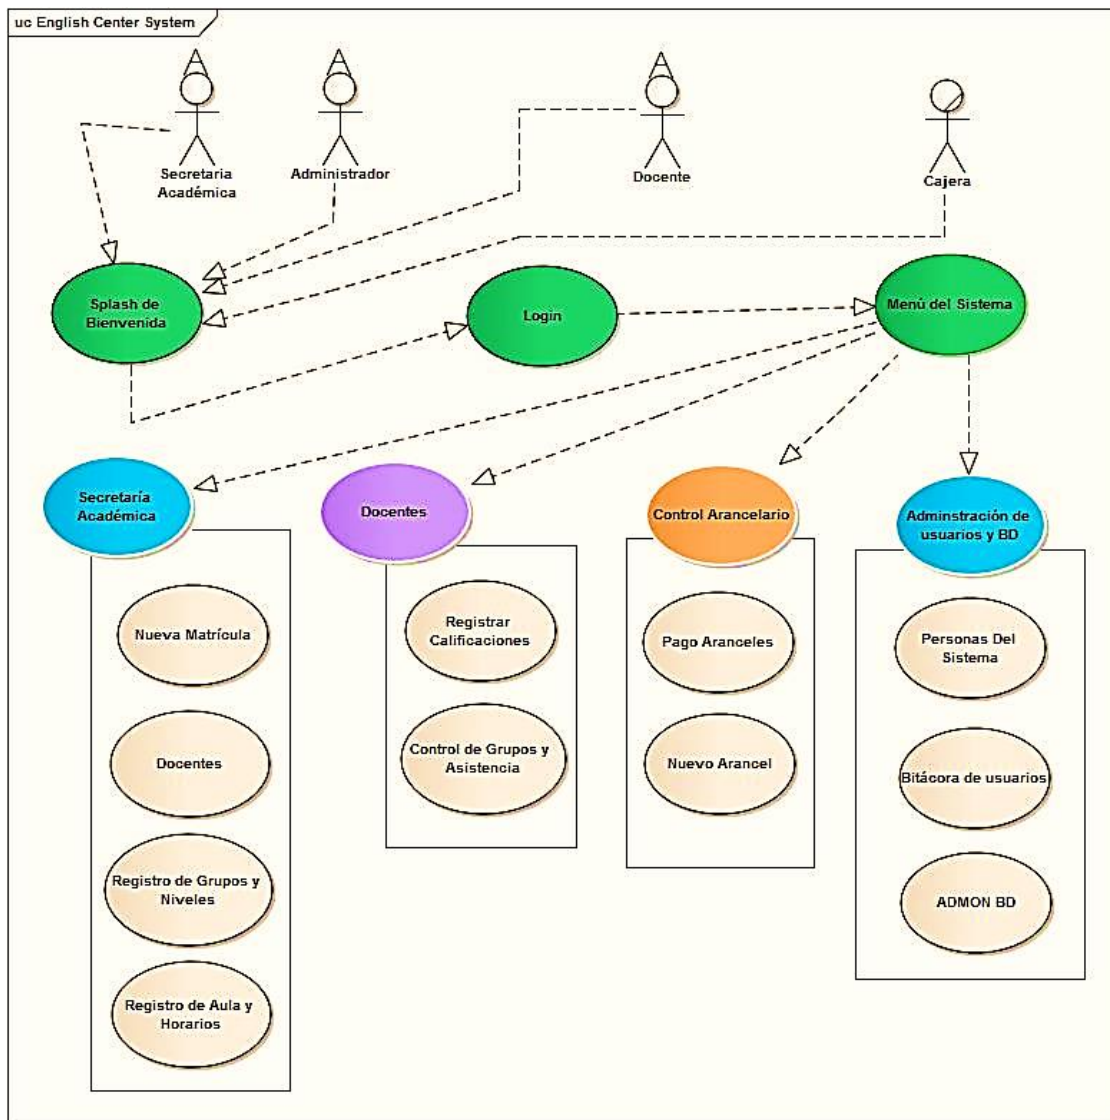 uc English Center System
Secretaria
Académica
Administrador
Docente
Cajera
Splash de
Bienvenida
Login
Menú del Sistema
Secretaría
Académica
Docentes
Control Arancelario
Adminstración de
usuarios y BD
Nueva Matrícula
Docentes
Registro de Grupos y
Niveles
Registro de Aula y
Horarios
Registrar
Calificaciones
Control de Grupos y
Asistencia
Pago Aranceles
Nuevo Arancel
Personas Del
Sistema
Bitácora de usuarios
ADMON BD